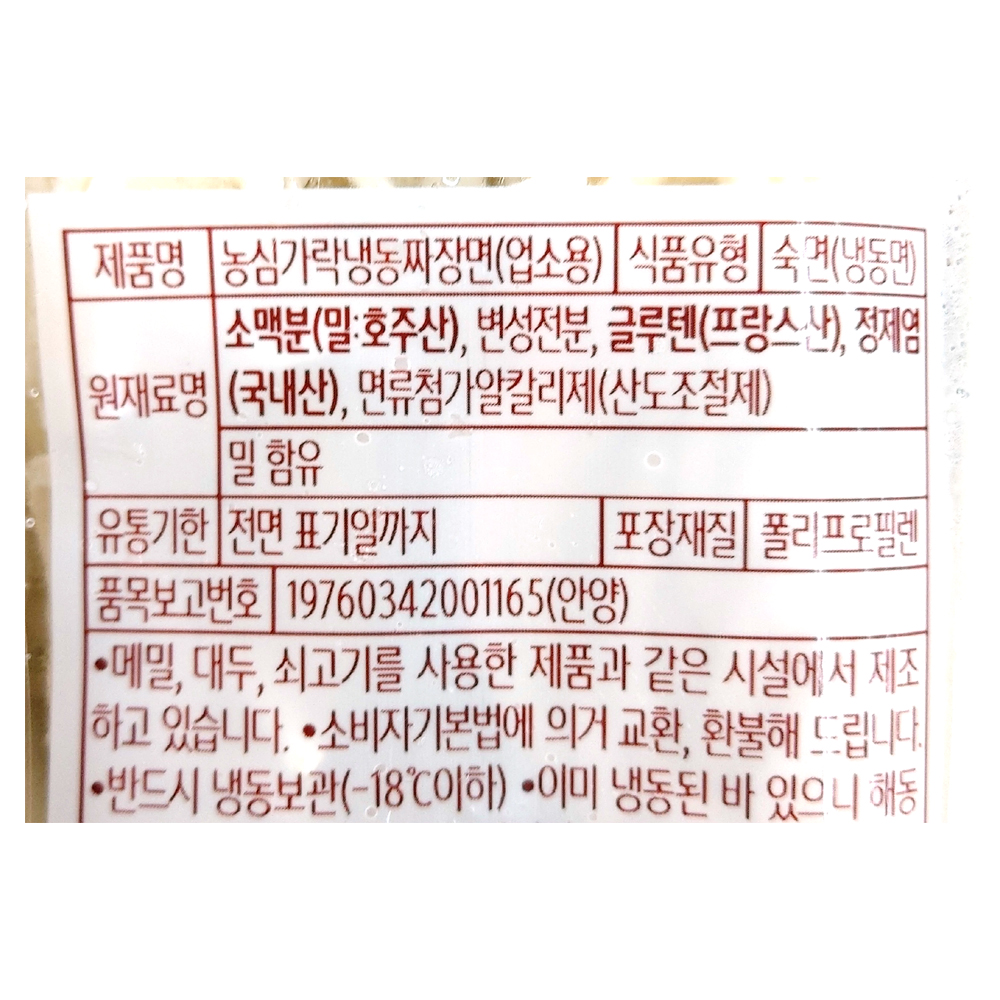 제품명 농심가락냉동짜장면(업소용) 식품유형 숙면(냉동면)
원재료명 소맥분(밀:호주산), 변성전분, 글루텐(프랑스산), 정제염
(국내산), 면류첨가알칼리제(산도조절제)
밀 함유
유통기한 전면 표기일까지 포장재질 폴리프로필렌
품목보고번호 19760342001165(안양)
•메밀, 대두, 쇠고기를 사용한 제품과 같은 시설에서 제조
하고 있습니다. •소비자기본법에 의거 교환, 환불해 드립니다.
•반드시 냉동보관(-18℃이하) •이미 냉동된 바 있으니 해동